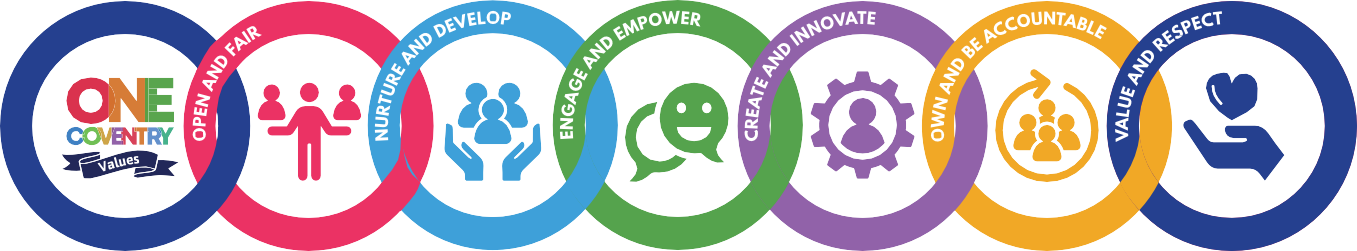 ONE
COVENTRY
Values
OPEN AND FAIR
NURTURE AND DEVELOP
ENGAGE AND EMPOWER
CREATE AND INNOVATE
OWN AND BE ACCOUNTABLE
VALUE AND RESPECT